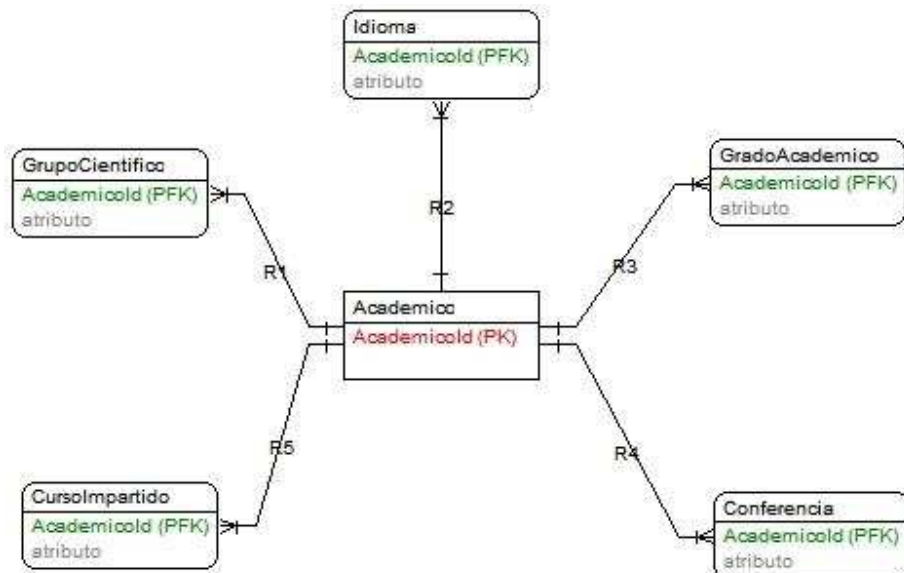 Idioma
AcademicoId (PFK)
atributo
GrupoCientifico
AcademicoId (PFK)
atributo
GradoAcademico
AcademicoId (PFK)
atributo
R2
R1
R3
Academico
AcademicoId (PK)
R5
R4
CursoImpartido
AcademicoId (PFK)
atributo
Conferencia
AcademicoId (PFK)
atributo